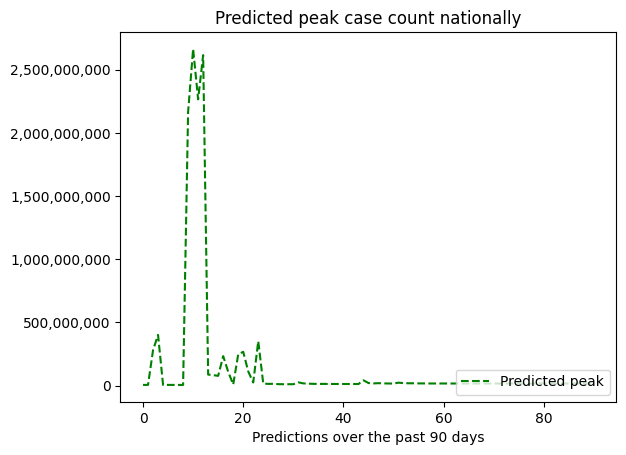 Predicted peak case count nationally
2,500,000,000
2,000,000,000
1,500,000,000
1,000,000,000
500,000,000
0
Predicted peak
0 20 40 60 80
Predictions over the past 90 days